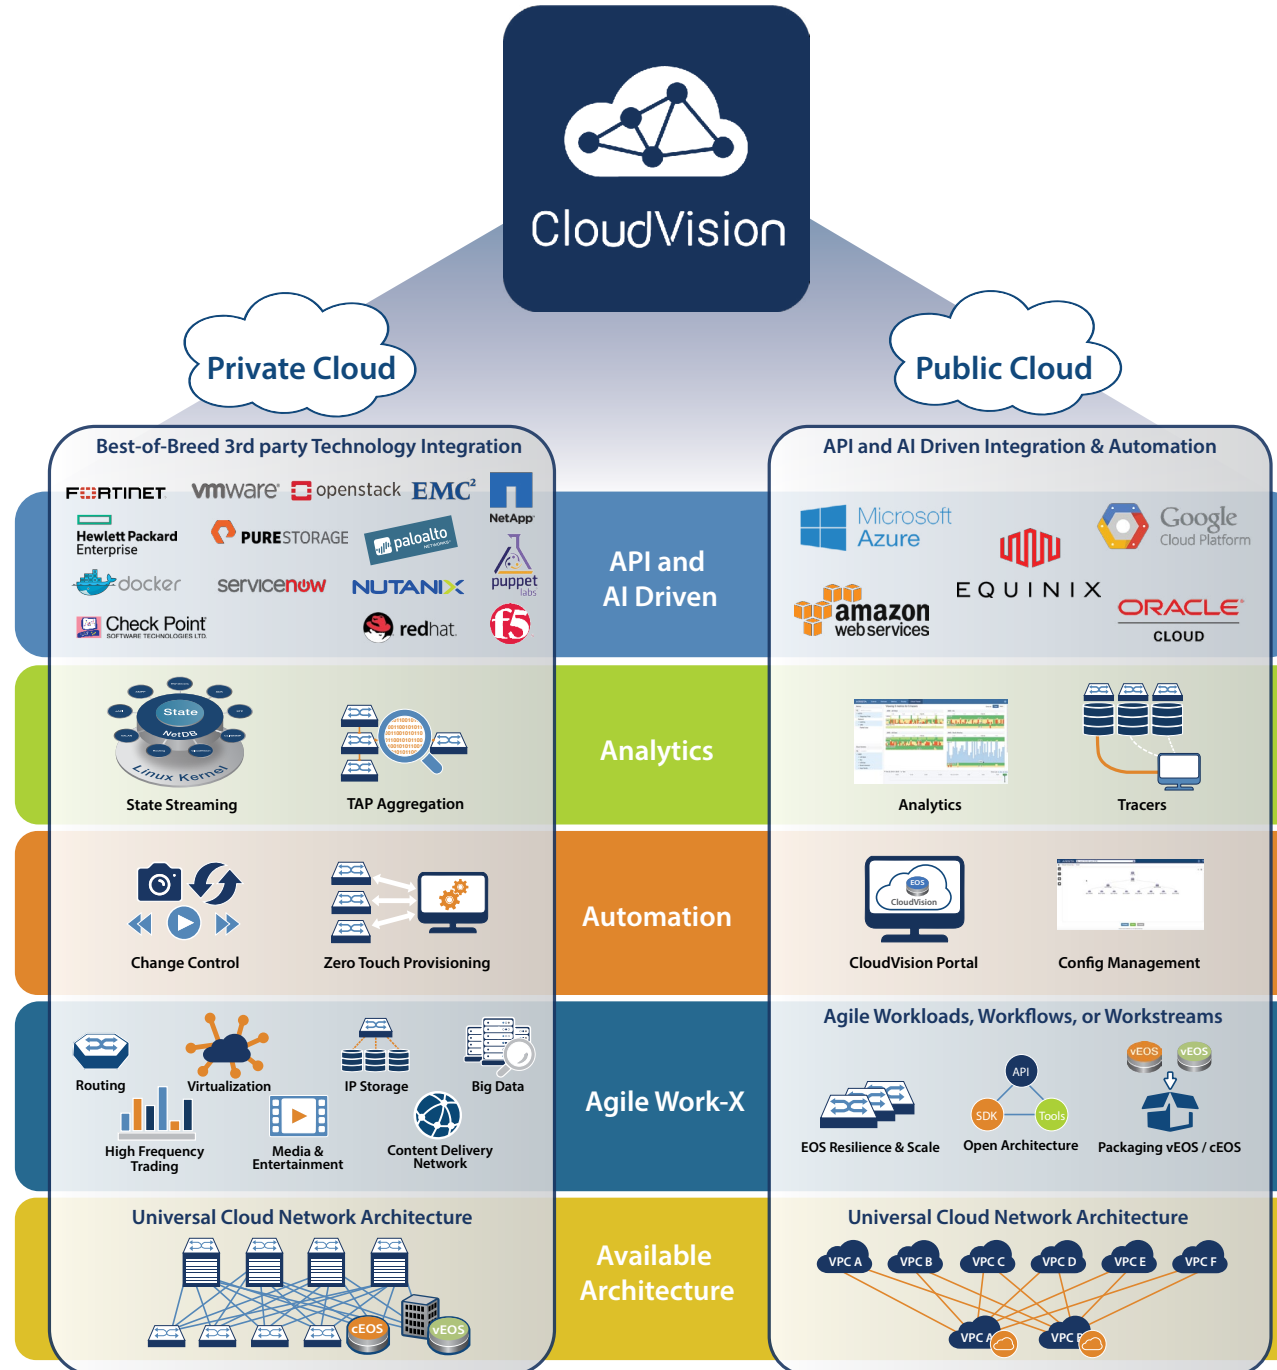 CloudVision
Private Cloud
Public Cloud
Best-of-Breed 3rd party Technology Integration
FORTINET
vmware
openstack
EMC²
NetApp
Hewlett Packard
Enterprise
PURESTORAGE
paloalto
NETWORKS
docker
servicenow
NUTANIX
puppet
labs
Check Point
SOFTWARE TECHNOLOGIES LTD.
redhat.
f5
API and
AI Driven
API and AI Driven Integration & Automation
Microsoft
Azure
EQUINIX
Google
Cloud Platform
amazon
web services
ORACLE
CLOUD
State
NetDB
Linux Kernel
State Streaming
TAP Aggregation
Analytics
Analytics
Tracers
Change Control
Zero Touch Provisioning
Automation
EOS
CloudVision
CloudVision Portal
Config Management
Routing
Virtualization
IP Storage
Big Data
High Frequency
Trading
Media &
Entertainment
Content Delivery
Network
Agile Work-X
Agile Workloads, Workflows, or Workstreams
EOS Resilience & Scale
API
SDK
Tools
Open Architecture
vEOS
vEOS
Packaging vEOS / cEOS
Universal Cloud Network Architecture
cEOS
vEOS
Available
Architecture
Universal Cloud Network Architecture
VPC A
VPC B
VPC C
VPC D
VPC E
VPC F
VPC A
VPC